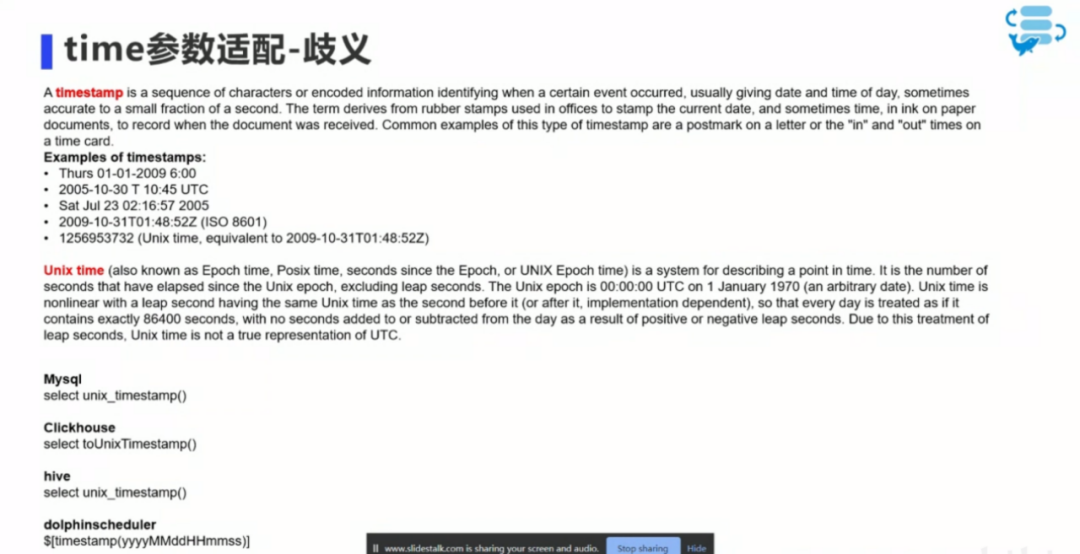 time参数适配-歧义
A timestamp is a sequence of characters or encoded information identifying when a certain event occurred, usually giving date and time of day, sometimes
accurate to a small fraction of a second. The term derives from rubber stamps used in offices to stamp the current date, and sometimes time, in ink on paper
documents, to record when the document was received. Common examples of this type of timestamp are a postmark on a letter or the "in" and "out" times on
a time card.
Examples of timestamps:
• Thurs 01-01-2009 6:00
• 2005-10-30 T 10:45 UTC
• Sat Jul 23 02:16:57 2005
• 2009-10-31T01:48:52Z (ISO 8601)
• 1256953732 (Unix time, equivalent to 2009-10-31T01:48:52Z)
Unix time (also known as Epoch time, Posix time, seconds since the Epoch, or UNIX Epoch time) is a system for describing a point in time. It is the number of
seconds that have elapsed since the Unix epoch, excluding leap seconds. The Unix epoch is 00:00:00 UTC on 1 January 1970 (an arbitrary date). Unix time is
nonlinear with a leap second having the same Unix time as the second before it (or after it, implementation dependent), so that every day is treated as if it
contains exactly 86400 seconds, with no seconds added to or subtracted from the day as a result of positive or negative leap seconds. Due to this treatment of
leap seconds, Unix time is not a true representation of UTC.
Mysql
select unix_timestamp()
Clickhouse
select toUnixTimestamp()
hive
select unix_timestamp()
dolphinscheduler
$[timestamp(yyyyMMddHHmmss)]
www.slidestalk.com is sharing your screen and audio.
Stop sharing
Hide